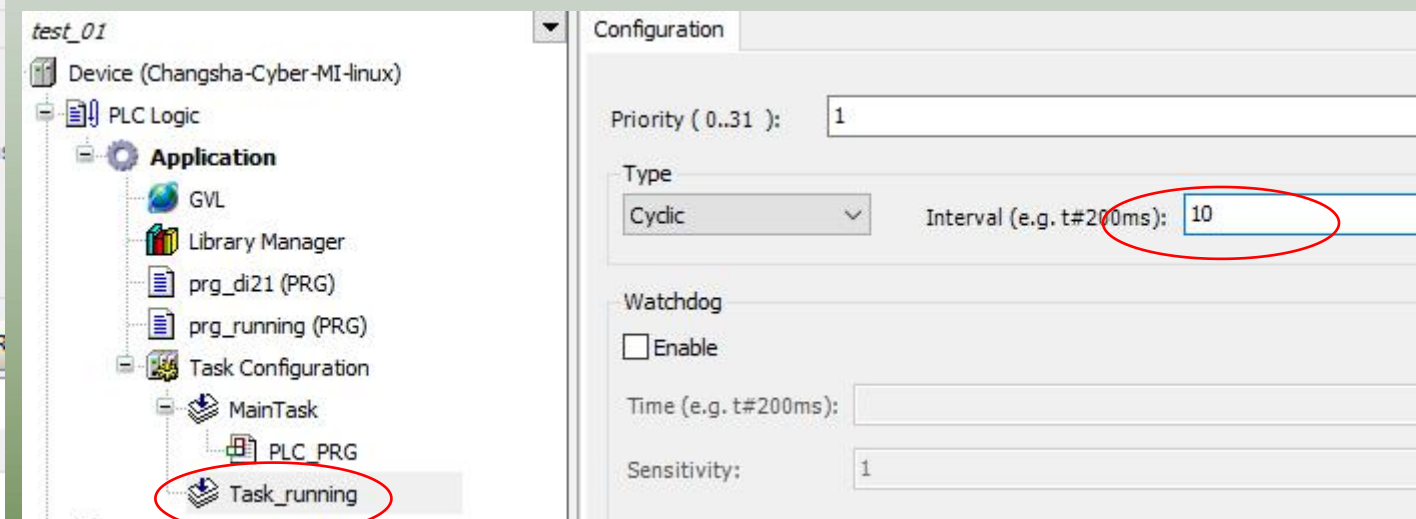 test_01
Device (Changsha-Cyber-MI-linux)
PLC Logic
Application
GVL
Library Manager
prg_di21 (PRG)
prg_running (PRG)
Task Configuration
MainTask
PLC_PRG
Task_running
Configuration
Priority ( 0..31 ): 1
Type
Cyclic Interval (e.g. t#200ms): 10
Watchdog
Enable
Time (e.g. t#200ms):
Sensitivity: 1